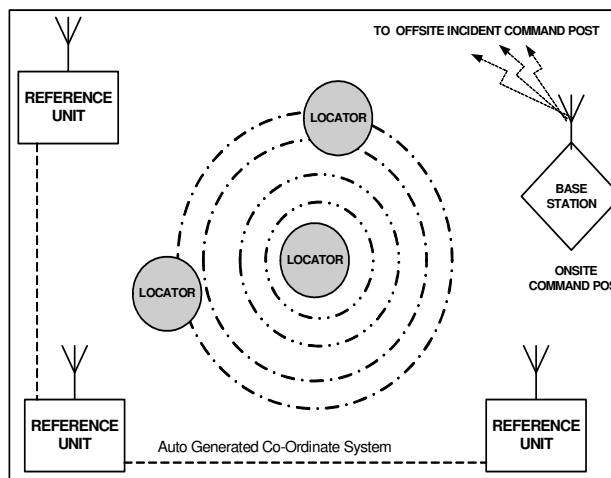 TO OFFSITE INCIDENT COMMAND POST
REFERENCE
UNIT
LOCATOR
BASE
STATION
LOCATOR
ONSITE
COMMAND POS
LOCATOR
REFERENCE
UNIT
REFERENCE
UNIT
Auto Generated Co-Ordinate System